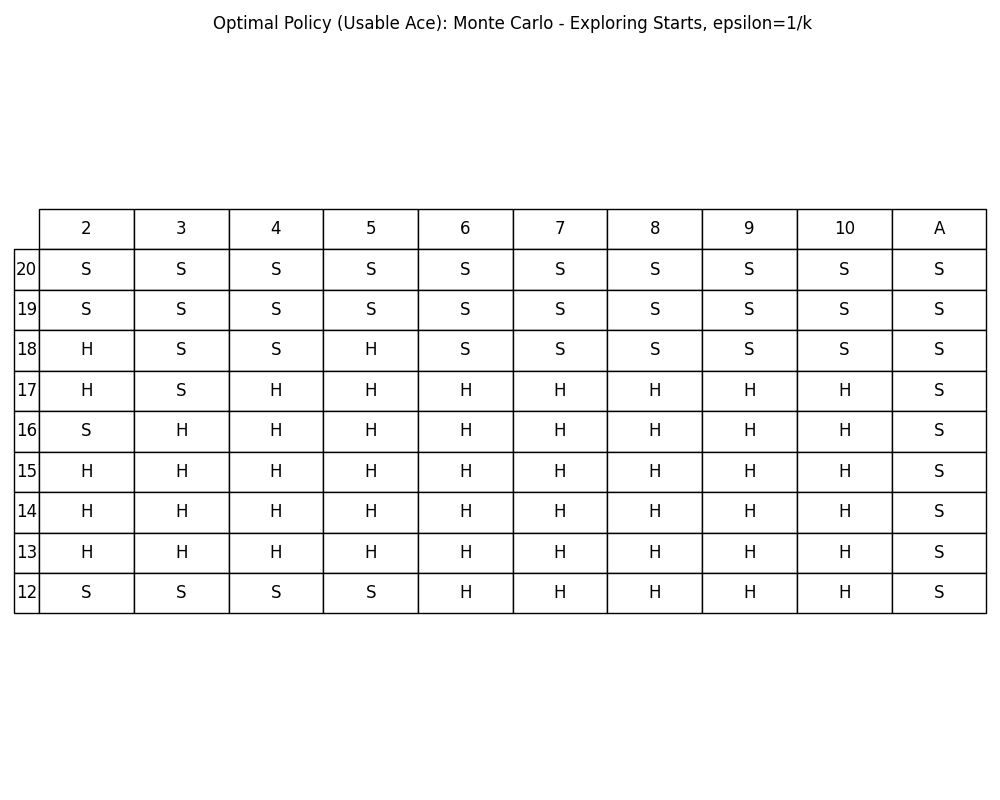 Optimal Policy (Usable Ace): Monte Carlo - Exploring Starts, epsilon=1/k
2 3 4 5 6 7 8 9 10 A
20 S S S S S S S S S S
19 S S S S S S S S S S
18 H S S H S S S S S S
17 H S H H H H H H H S
16 S H H H H H H H H S
15 H H H H H H H H H S
14 H H H H H H H H H S
13 H H H H H H H H H S
12 S S S S H H H H H S